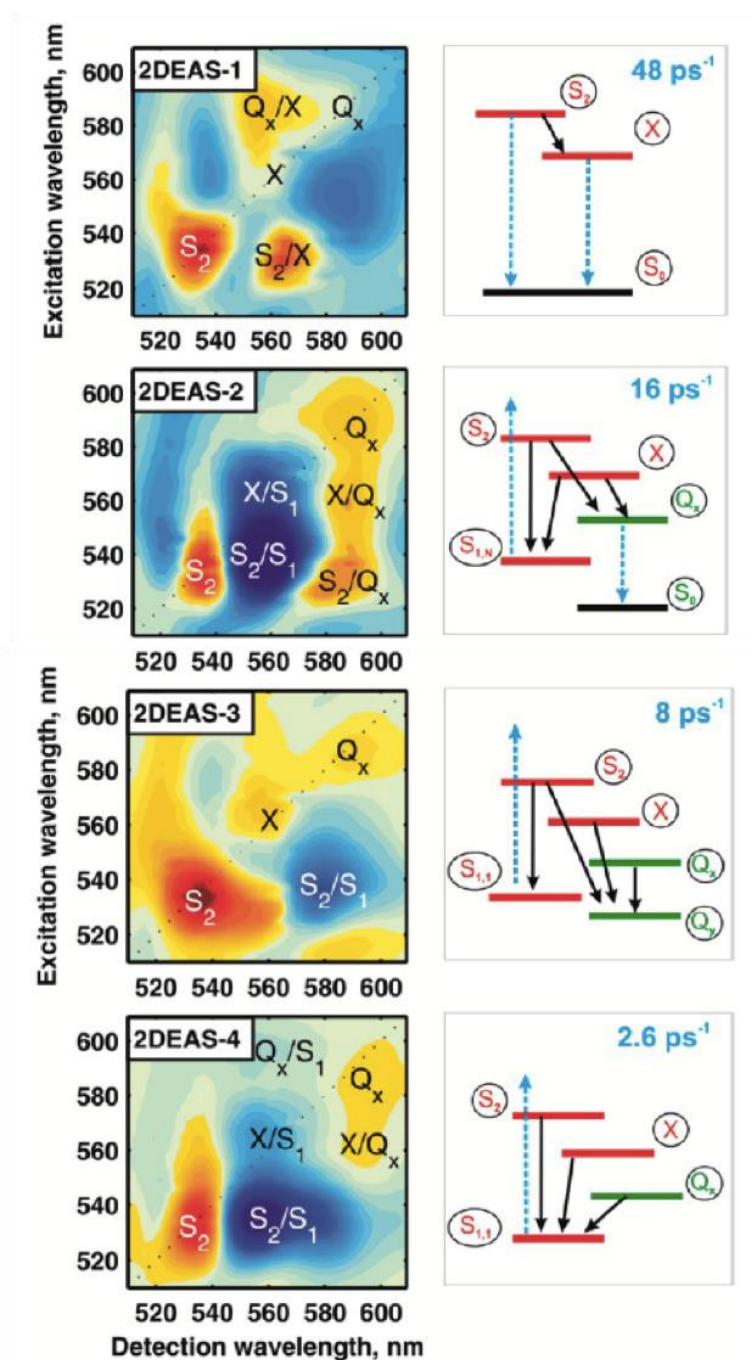 2DEAS-1
Excitation wavelength, nm
600
580
560
540
520
Qx/X
Qx
X
S2
S2/X
520 540 560 580 600
48 ps-1
S2
X
S0
2DEAS-2
600
580
560
540
520
Qx
X/S1
X/Qx
S2
S2/S1
S2/Qx
520 540 560 580 600
16 ps-1
S2
X
Qx
S1,N
S0
2DEAS-3
Excitation wavelength, nm
600
580
560
540
520
Qx
X
S2/S1
S2
520 540 560 580 600
8 ps-1
S2
X
Qx
S1,1
Qy
2DEAS-4
600
580
560
540
520
Qx/S1
Qx
X/S1
X/Qx
S2
S2/S1
520 540 560 580 600
Detection wavelength, nm
2.6 ps-1
S2
X
Qx
S1,1